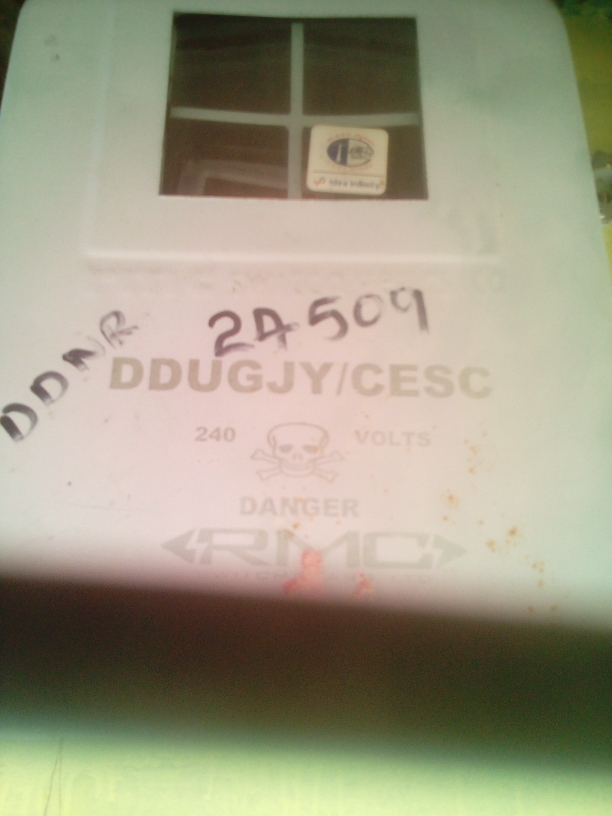 24509
DDNR
DDUGJY/CESC
240 VOLTS
DANGER
RMC